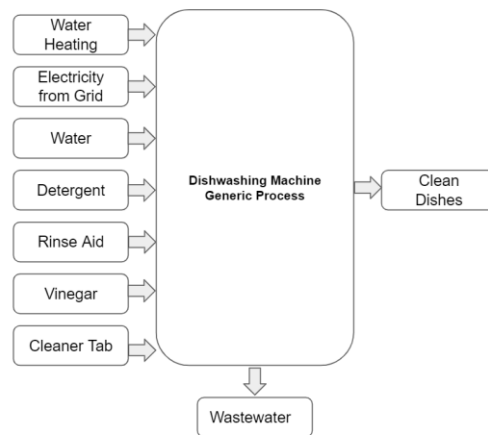 Water
Heating
Electricity
from Grid
Water
Detergent
Rinse Aid
Vinegar
Cleaner Tab
Dishwashing Machine
Generic Process
Clean
Dishes
Wastewater